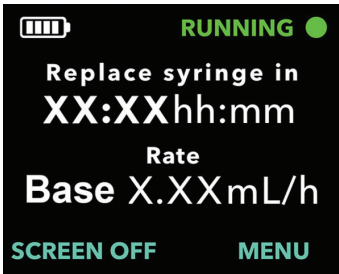 RUNNING
Replace syringe in
XX:XXhh:mm
Rate
Base X.XXmL/h
SCREEN OFF MENU